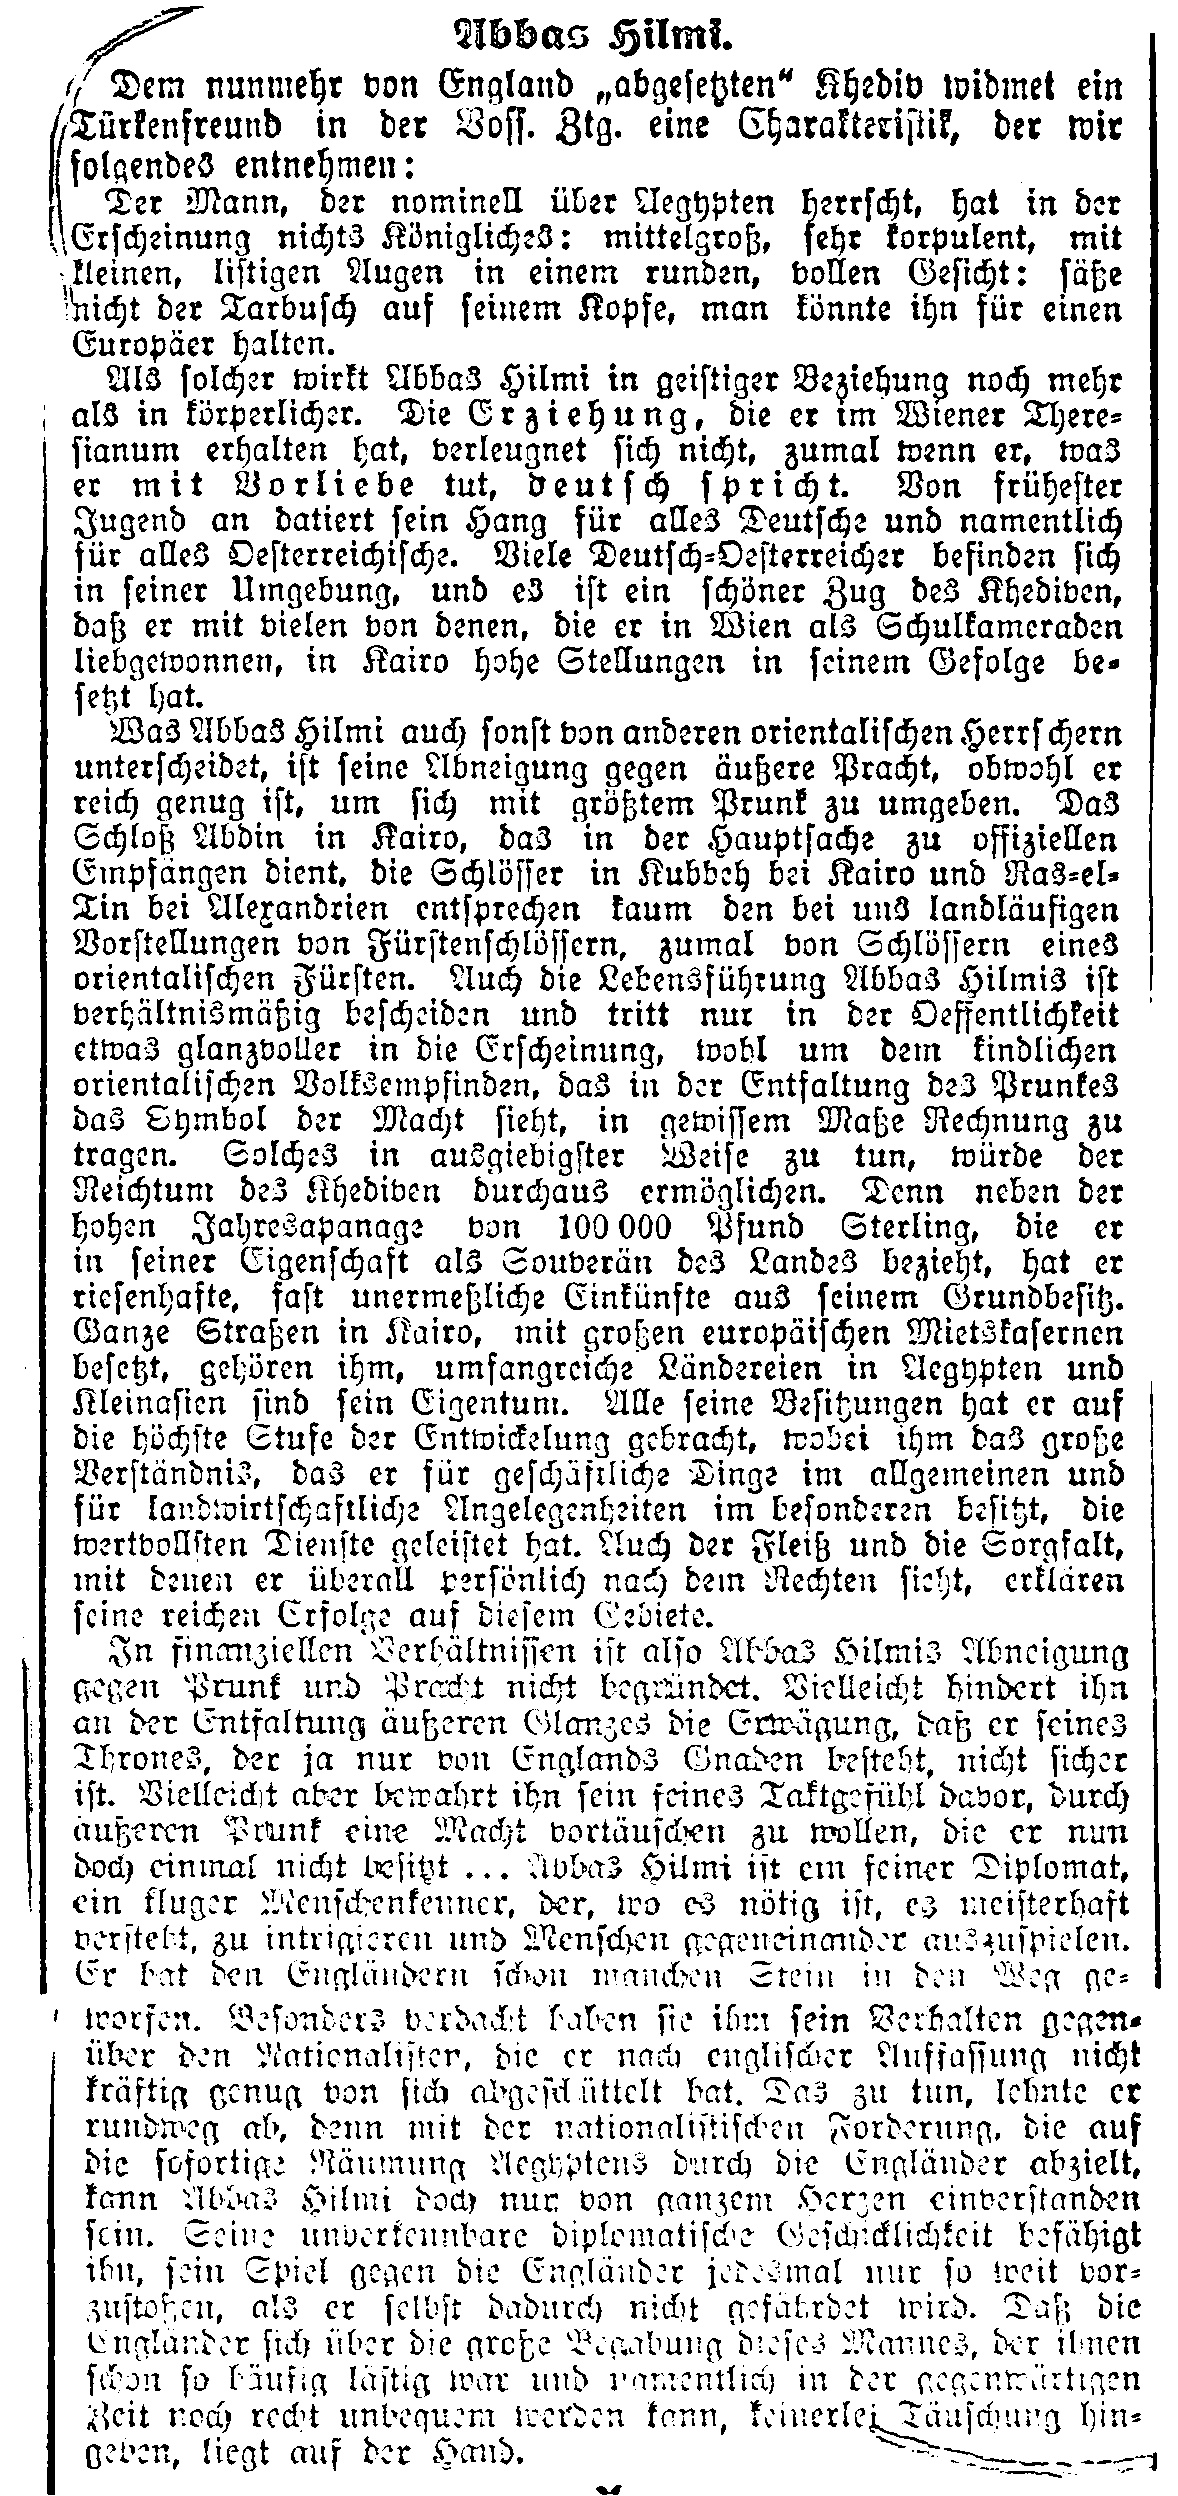 Abbas Hilmi.
Dem nunmehr von England „abgesetzten“ Khediv widmet ein
Türkenfreund in der Voss. Ztg. eine Charakteristik, der wir
folgendes entnehmen:
Der Mann, der nominell über Aegypten herrscht, hat in der
Erscheinung nichts Königliches: mittelgroß, sehr korpulent, mit
kleinen, listigen Augen in einem runden, vollen Gesicht: säße
nicht der Tarbusch auf seinem Kopfe, man könnte ihn für einen
Europäer halten.
Als solcher wirkt Abbas Hilmi in geistiger Beziehung noch mehr
als in körperlicher. Die Erziehung, die er im Wiener There-
sianum erhalten hat, verleugnet sich nicht, zumal wenn er, was
er mit Vorliebe tut, deutsch spricht. Von frühester
Jugend an datiert sein Hang für alles Deutsche und namentlich
für alles Oesterreichische. Viele Deutsch-Oesterreicher befinden sich
in seiner Umgebung, und es ist ein schöner Zug des Khediven,
daß er mit vielen von denen, die er in Wien als Schulkameraden
liebgewonnen, in Kairo hohe Stellungen in seinem Gefolge be-
setzt hat.
Was Abbas Hilmi auch sonst von anderen orientalischen Herrschern
unterscheidet, ist seine Abneigung gegen äußere Pracht, obwohl er
reich genug ist, um sich mit größtem Prunk zu umgeben. Das
Schloß Abdin in Kairo, das in der Hauptsache zu offiziellen
Empfängen dient, die Schlösser in Kubbeh bei Kairo und Ras-el-
Tin bei Alexandrien entsprechen kaum den bei uns landläufigen
Vorstellungen von Fürstenschlössern, zumal von Schlössern eines
orientalischen Fürsten. Auch die Lebensführung Abbas Hilmis ist
verhältnismäßig bescheiden und tritt nur in der Oeffentlichkeit
etwas glanzvoller in die Erscheinung, wohl um dem kindlichen
orientalischen Volksempfinden, das in der Entfaltung des Prunkes
das Symbol der Macht sieht, in gewissem Maße Rechnung zu
tragen. Solches in ausgiebigster Weise zu tun, würde der
Reichtum des Khediven durchaus ermöglichen. Denn neben der
hohen Jahresapanage von 100 000 Pfund Sterling, die er
in seiner Eigenschaft als Souverän des Landes bezieht, hat er
riesenhafte, fast unermeßliche Einkünfte aus seinem Grundbesitz.
Ganze Straßen in Kairo, mit großen europäischen Mietskasernen
besetzt, gehören ihm, umfangreiche Ländereien in Aegypten und
Kleinasien sind sein Eigentum. Alle seine Besitzungen hat er auf
die höchste Stufe der Entwickelung gebracht, wobei ihm das große
Verständnis, das er für geschäftliche Dinge im allgemeinen und
für landwirtschaftliche Angelegenheiten im besonderen besitzt, die
wertvollsten Dienste geleistet hat. Auch der Fleiß und die Sorgfalt,
mit denen er überall persönlich nach dem Rechten sieht, erklären
seine reichen Erfolge auf diesem Gebiete.
In finanziellen Verhältnissen ist also Abbas Hilmis Abneigung
gegen Prunk und Pracht nicht begründet. Vielleicht hindert ihn
an der Entfaltung äußeren Glanzes die Erwägung, daß er seines
Thrones, der ja nur von Englands Gnaden besteht, nicht sicher
ist. Vielleicht aber bewahrt ihn sein feines Taktgefühl davor, durch
äußeren Prunk eine Macht vortäuschen zu wollen, die er nun
doch einmal nicht besitzt ... Abbas Hilmi ist ein feiner Diplomat,
ein kluger Menschenkenner, der, wo es nötig ist, es meisterhaft
versteht, zu intrigieren und Menschen gegeneinander auszuspielen.
Er hat den Engländern schon manchen Stein in den Weg ge-
worfen. Besonders verdacht haben sie ihm sein Verhalten gegen-
über den Nationalisten, die er nach englischer Auffassung nicht
kräftig genug von sich abgeschüttelt hat. Das zu tun, lehnte er
rundweg ab, denn mit der nationalistischen Forderung, die auf
die sofortige Räumung Aegyptens durch die Engländer abzielt,
kann Abbas Hilmi doch nur von ganzem Herzen einverstanden
sein. Seine unverkennbare diplomatische Geschicklichkeit befähigt
ihn, sein Spiel gegen die Engländer jedesmal nur so weit vor-
zustoßen, als er selbst dadurch nicht gefährdet wird. Daß die
Engländer sich über die große Begabung dieses Mannes, der ihnen
schon so häufig lästig war und namentlich in der gegenwärtigen
Zeit noch recht unbequem werden kann, keinerlei Täuschung hin-
geben, liegt auf der Hand.